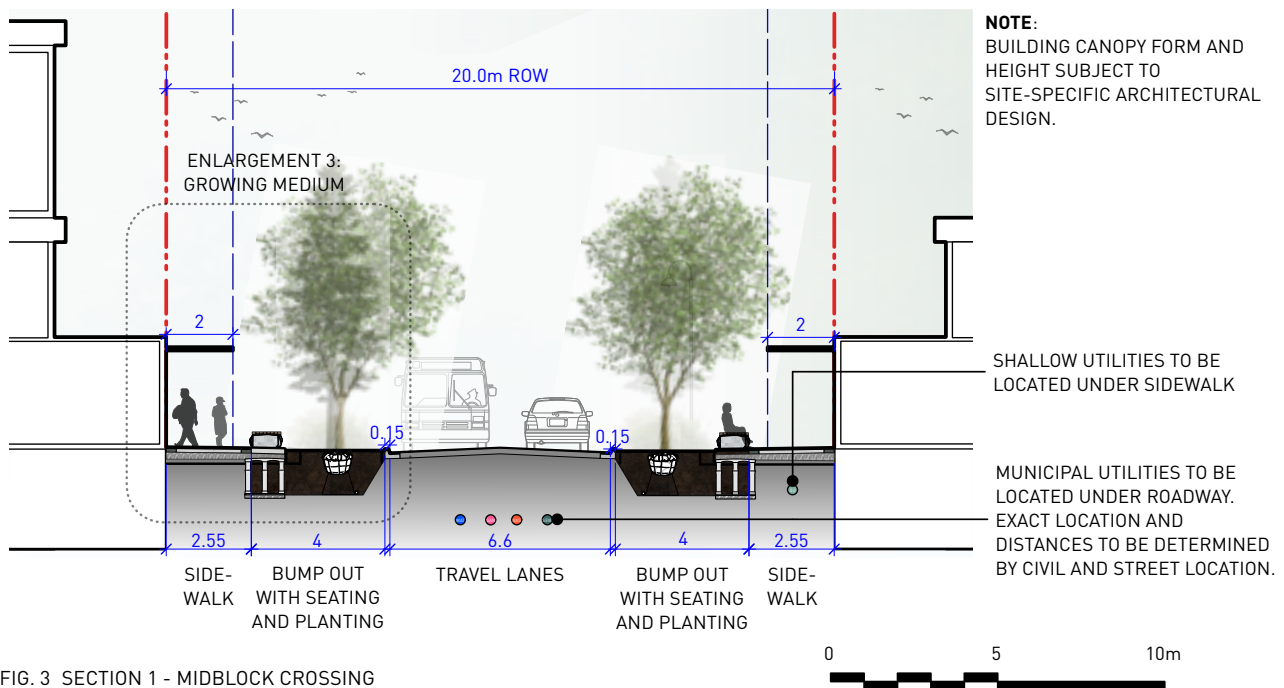 NOTE:
BUILDING CANOPY FORM AND
HEIGHT SUBJECT TO
SITE-SPECIFIC ARCHITECTURAL
DESIGN.
20.0m ROW
ENLARGEMENT 3:
GROWING MEDIUM
2
2
SHALLOW UTILITIES TO BE
LOCATED UNDER SIDEWALK
0.15
0.15
MUNICIPAL UTILITIES TO BE
LOCATED UNDER ROADWAY.
EXACT LOCATION AND
DISTANCES TO BE DETERMINED
BY CIVIL AND STREET LOCATION.
2.55
4
6.6
4
2.55
SIDE-
WALK
BUMP OUT
WITH SEATING
AND PLANTING
TRAVEL LANES
BUMP OUT
WITH SEATING
AND PLANTING
SIDE-
WALK
0 5 10m
FIG. 3 SECTION 1 - MIDBLOCK CROSSING